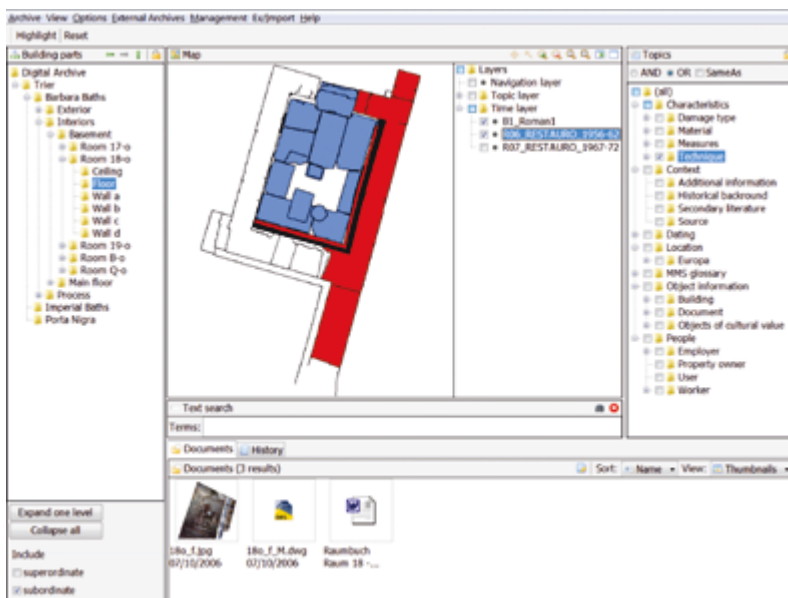 Archive View Options External Archives Management Ex/Import Help
Highlight Reset
Building parts
Digital Archive
Trier
Barbara Baths
Exterior
Interiors
Basement
Room 17-o
Room 18-o
Ceiling
Floor
Wall a
Wall b
Wall c
Wall d
Room 19-o
Room B-o
Room Q-o
Main floor
Process
Imperial Baths
Porta Nigra
Expand one level
Collapse all
Include
superordinate
subordinate
Map
Layers
Navigation layer
Topic layer
Time layer
B1_Roman1
R06_RESTAURO_1956-62
R07_RESTAURO_1967-72
Text search
Terms:
Documents History
Documents (3 results) Sort: Name View: Thumbnails
18o_f.jpg
07/10/2006
18o_f_M.dwg
07/10/2006
Raumbuch
Raum 18 -...
Topics
AND OR SameAs
(all)
Characteristics
Damage type
Material
Measures
Technique
Context
Additional information
Historical backround
Secondary literature
Source
Dating
Location
Europa
MMS glossary
Object information
Building
Document
Objects of cultural value
People
Employer
Property owner
User
Worker